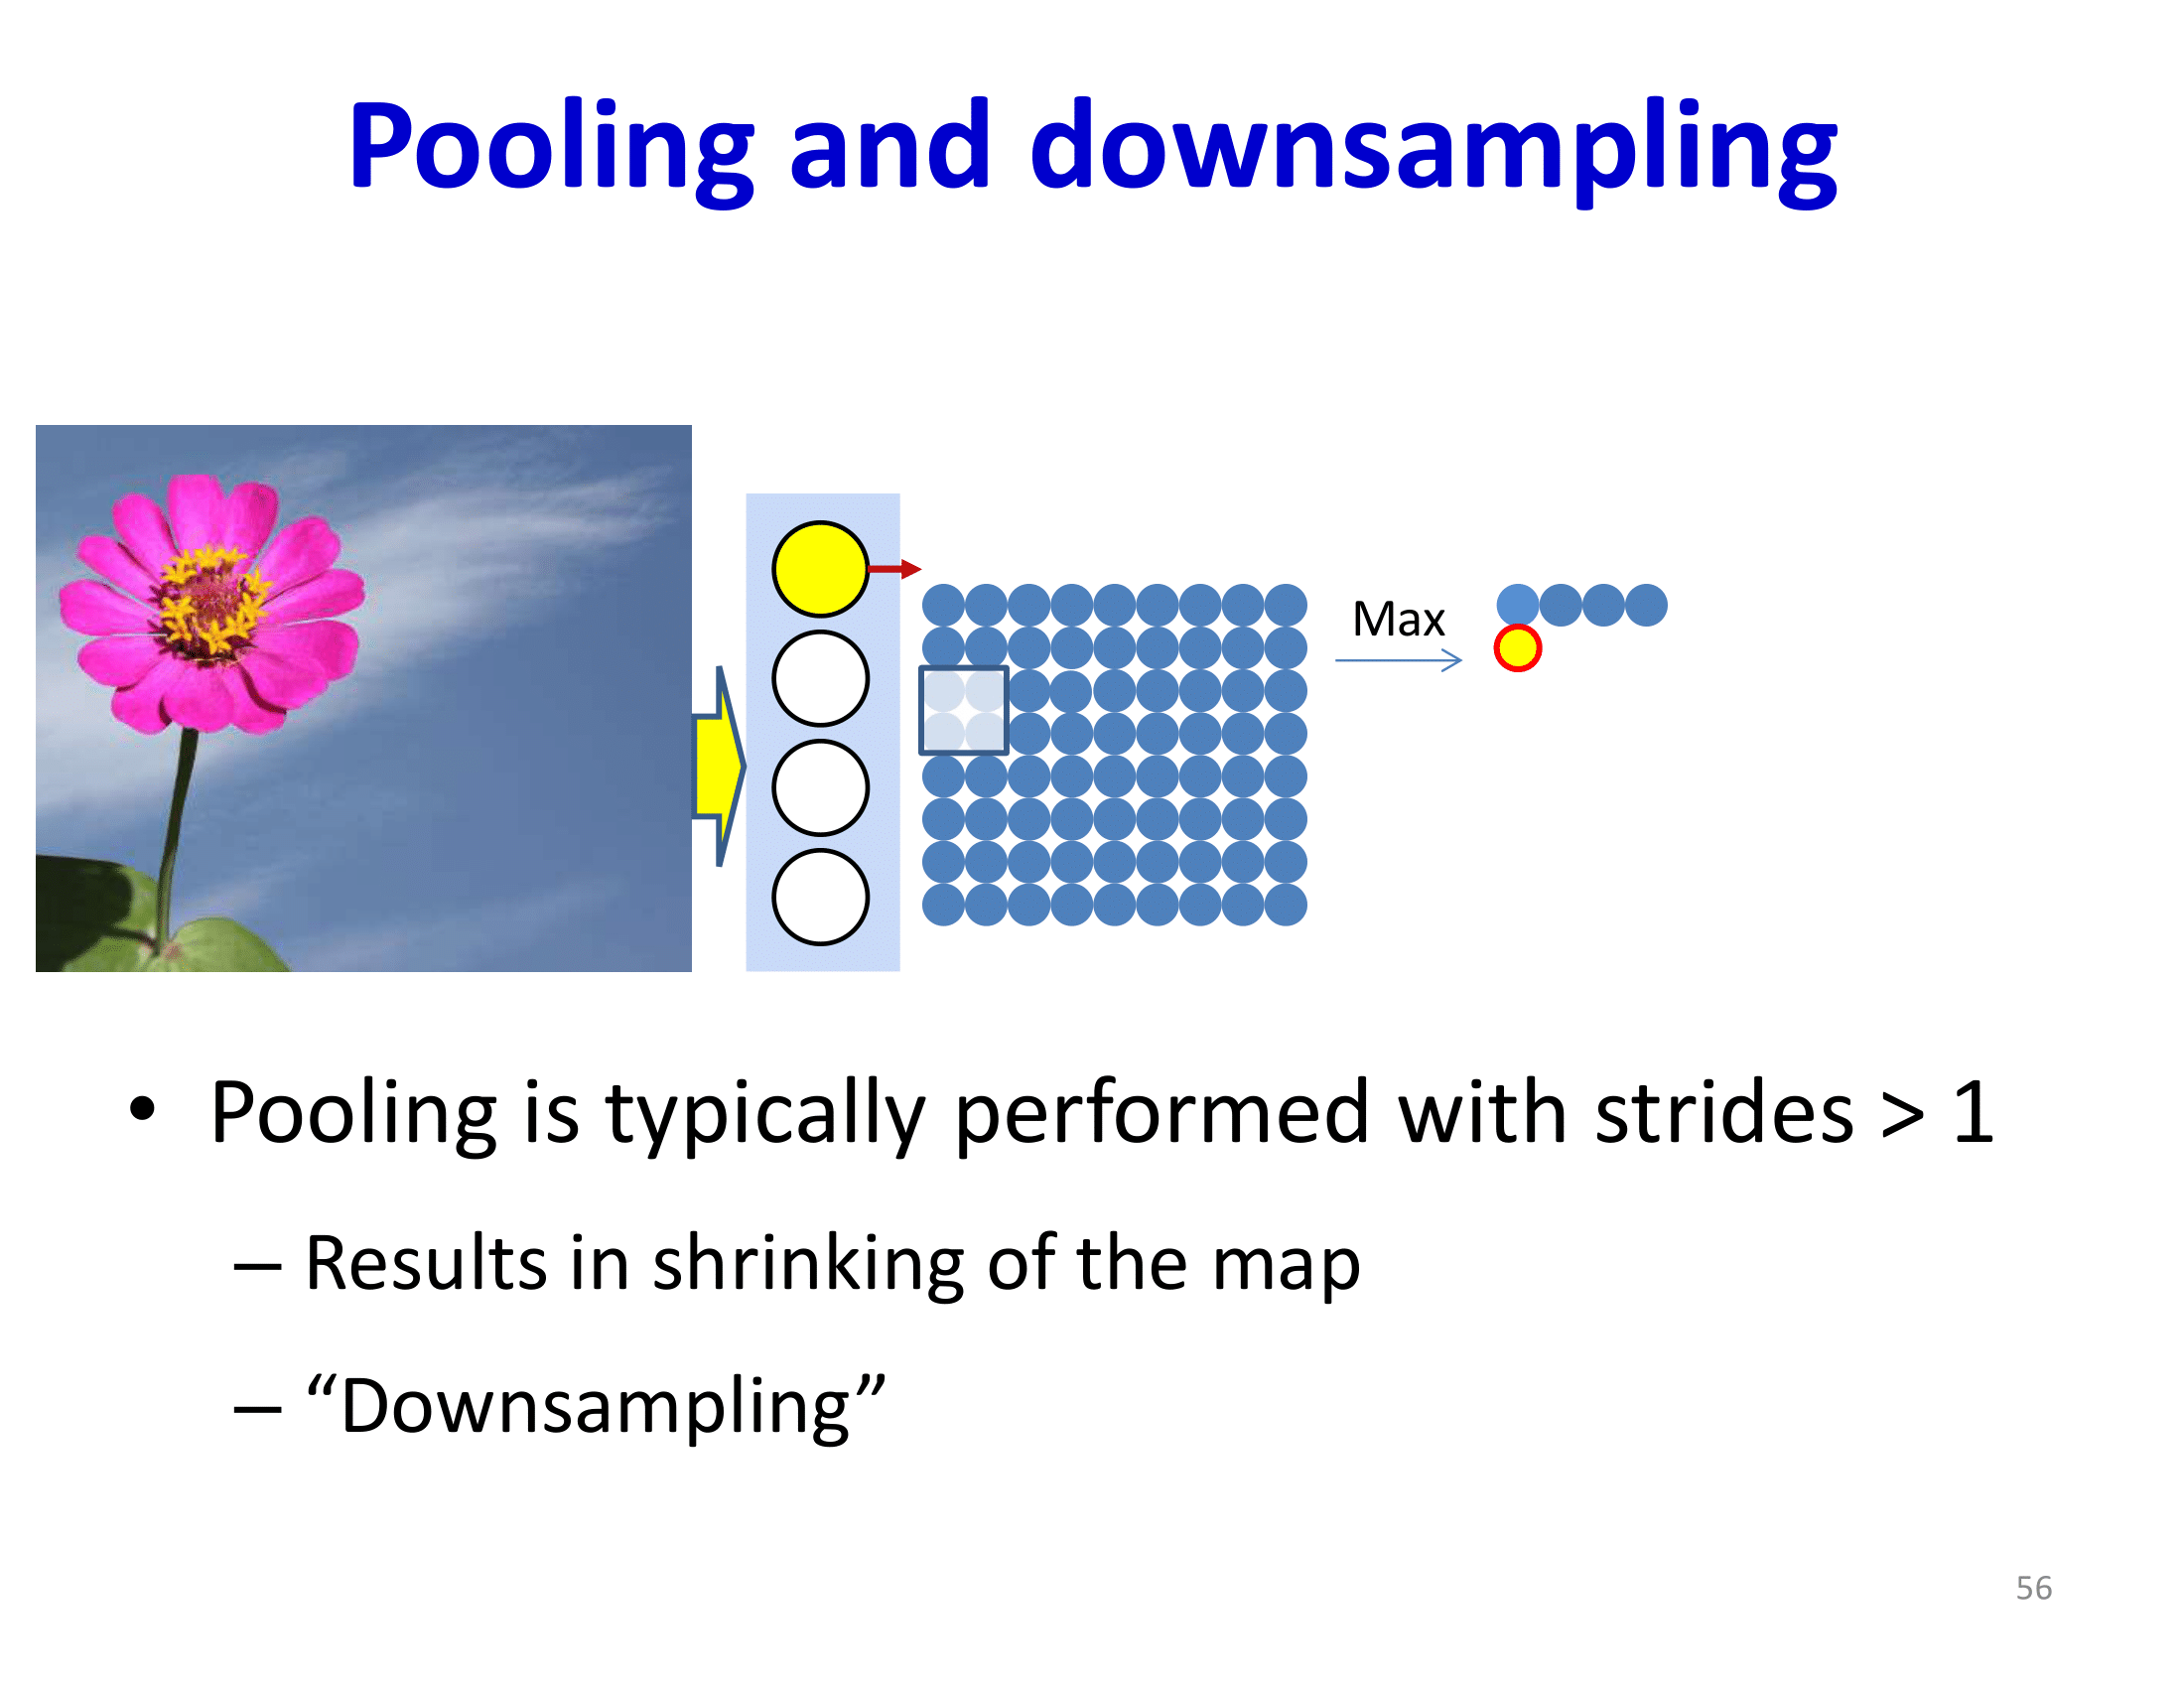 Pooling and downsampling
Max
• Pooling is typically performed with strides > 1
– Results in shrinking of the map
– “Downsampling”
56